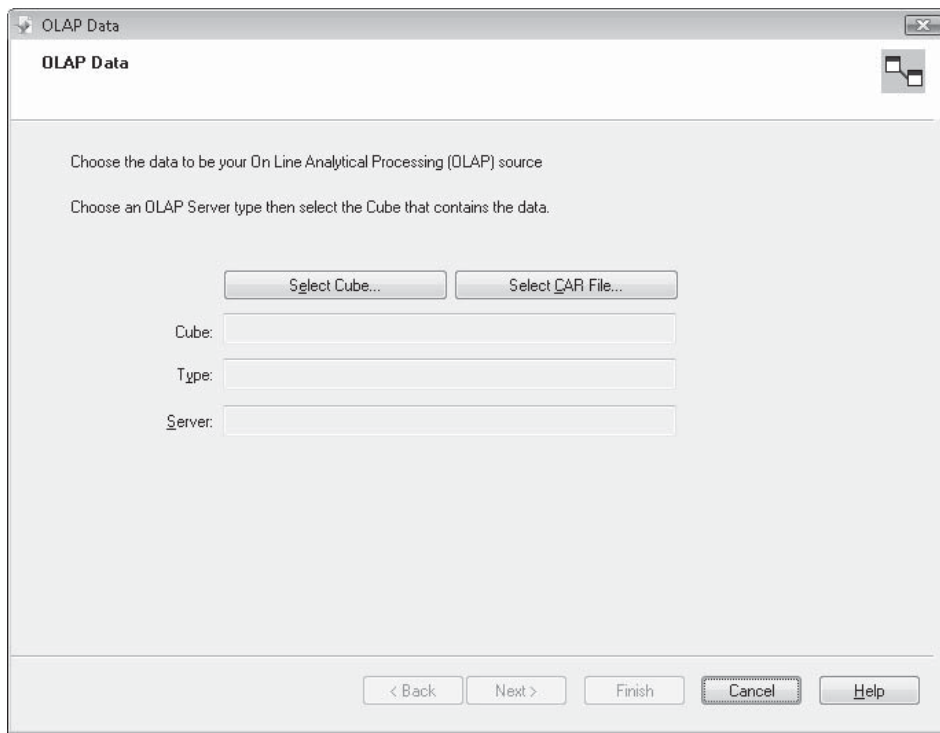 OLAP Data
OLAP Data
Choose the data to be your On Line Analytical Processing (OLAP) source
Choose an OLAP Server type then select the Cube that contains the data.
Select Cube... Select CAR File...
Cube:
Type:
Server:
< Back Next > Finish Cancel Help